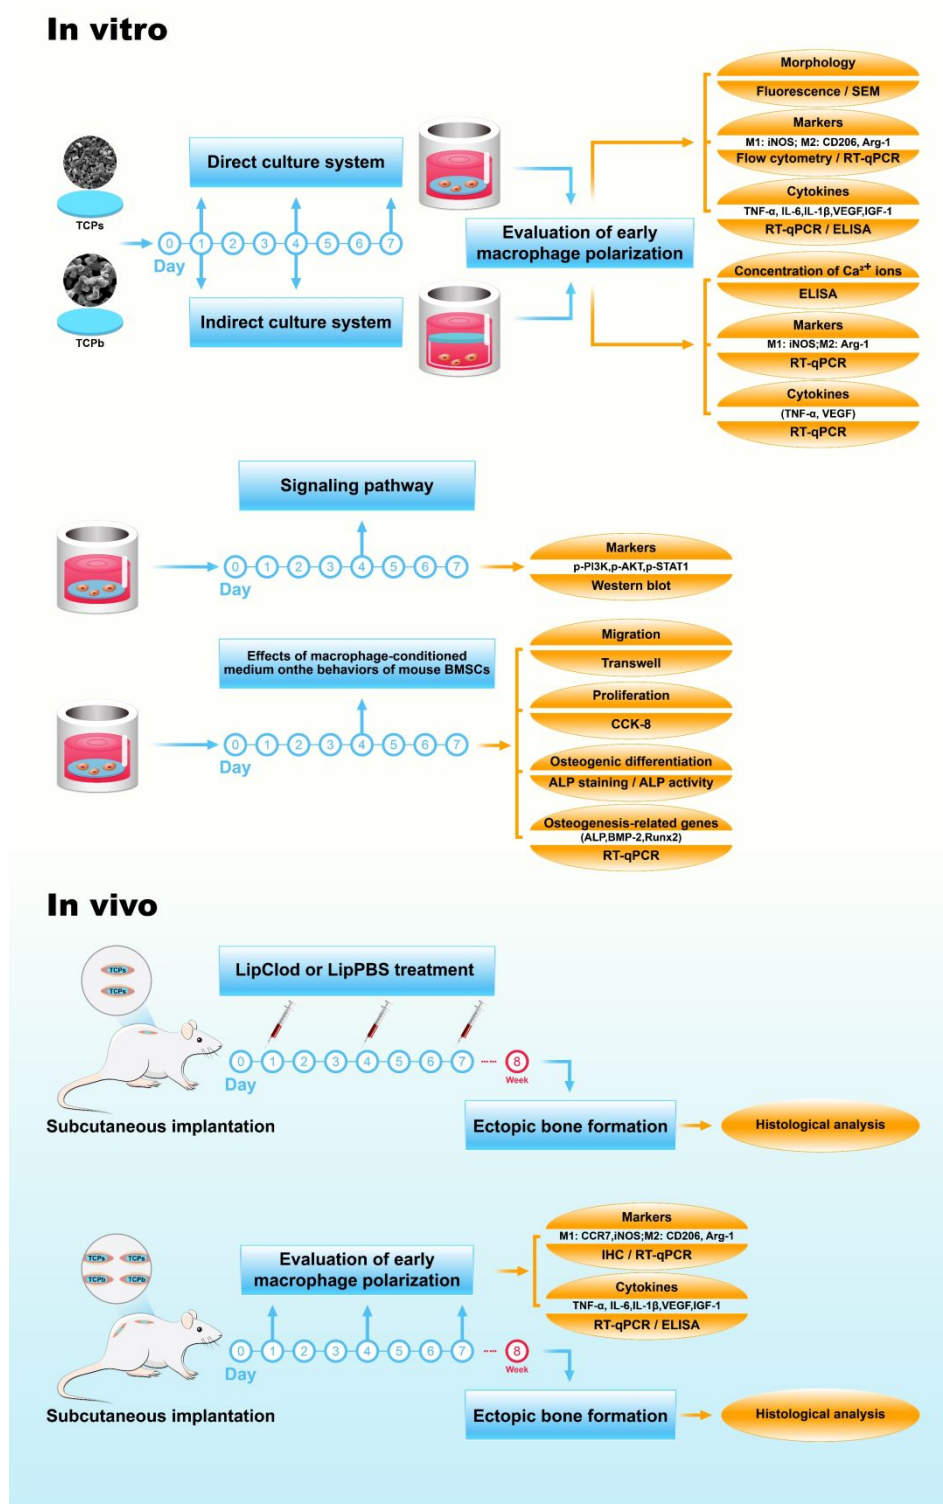 In vitro
TCPs
TCPb
Direct culture system
0 1 2 3 4 5 6 7
Day
Indirect culture system
Evaluation of early
macrophage polarization
Morphology
Fluorescence / SEM
Markers
M1: iNOS; M2: CD206, Arg-1
Flow cytometry / RT-qPCR
Cytokines
TNF-α, IL-6,IL-1β,VEGF,IGF-1
RT-qPCR / ELISA
Concentration of Ca²⁺ ions
ELISA
Markers
M1: iNOS;M2: Arg-1
RT-qPCR
Cytokines
(TNF-α, VEGF)
RT-qPCR
Signaling pathway
0 1 2 3 4 5 6 7
Day
Markers
p-PI3K,p-AKT,p-STAT1
Western blot
Effects of macrophage-conditioned
medium onthe behaviors of mouse BMSCs
0 1 2 3 4 5 6 7
Day
Migration
Transwell
Proliferation
CCK-8
Osteogenic differentiation
ALP staining / ALP activity
Osteogenesis-related genes
(ALP,BMP-2,Runx2)
RT-qPCR
In vivo
TCPs
TCPs
Subcutaneous implantation
LipClod or LipPBS treatment
0 1 2 3 4 5 6 7 8
Day
Week
Ectopic bone formation
Histological analysis
TCPs TCPs
TCPb TCPb
Subcutaneous implantation
Evaluation of early
macrophage polarization
0 1 2 3 4 5 6 7 8
Day
Week
Markers
M1: CCR7,iNOS;M2: CD206, Arg-1
IHC / RT-qPCR
Cytokines
TNF-α, IL-6,IL-1β,VEGF,IGF-1
RT-qPCR / ELISA
Ectopic bone formation
Histological analysis